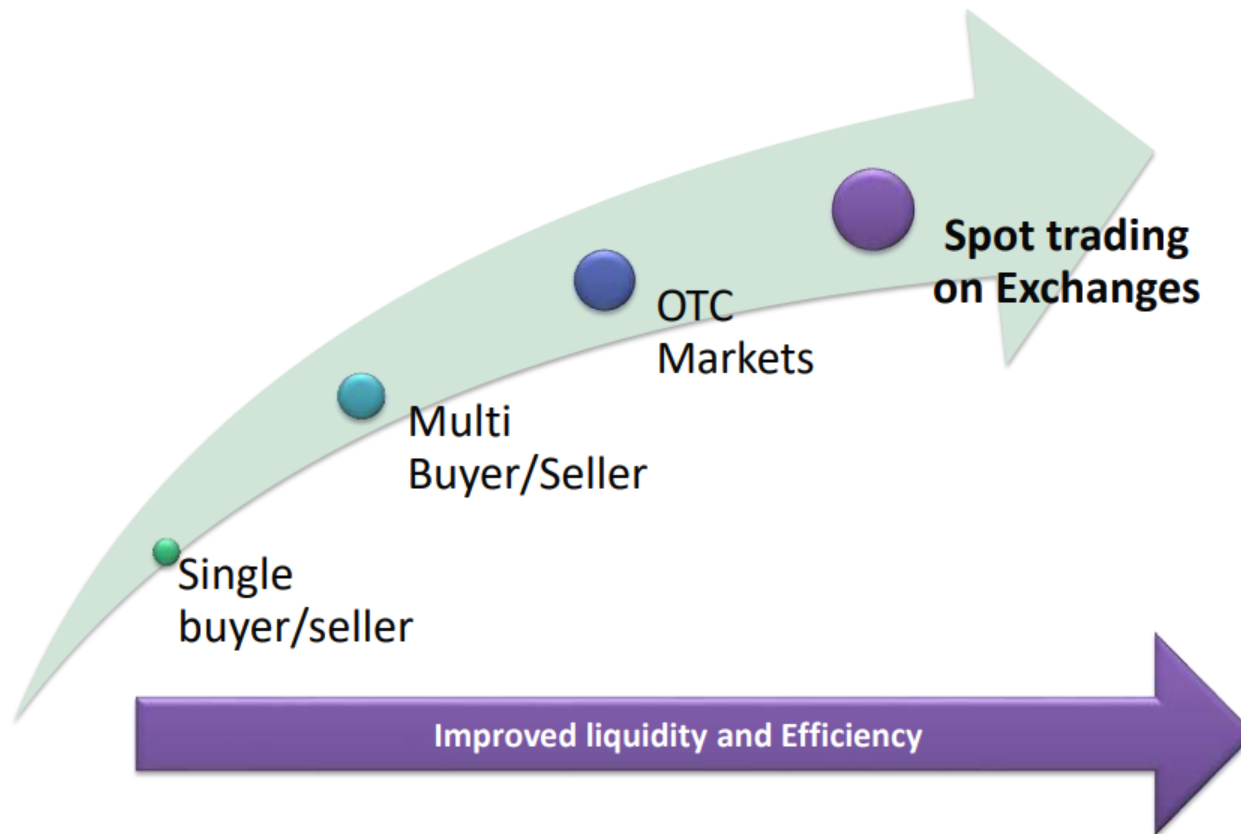 Spot trading
on Exchanges
OTC
Markets
Multi
Buyer/Seller
Single
buyer/seller
Improved liquidity and Efficiency